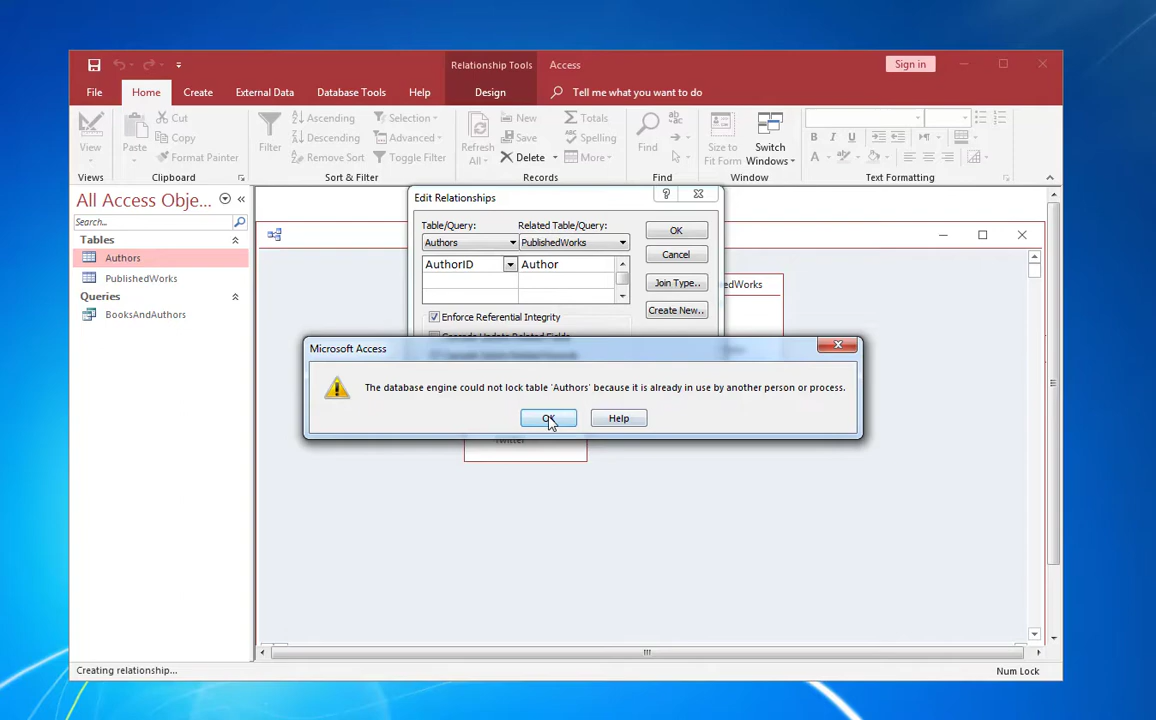 Relationship Tools
Access
Sign in
File
Home
Create
External Data
Database Tools
Help
Design
Tell me what you want to do
View
Paste
Cut
Copy
Format Painter
Filter
Ascending
Descending
Remove Sort
Selection
Advanced
Toggle Filter
Refresh
All
New
Save
Delete
Totals
Spelling
More
Find
Size to
Fit Form
Switch
Windows
B I U
A
Views
Clipboard
Sort & Filter
Records
Find
Window
Text Formatting
All Access Obje...
Search...
Tables
Authors
PublishedWorks
Queries
BooksAndAuthors
Edit Relationships
Table/Query:
Related Table/Query:
Authors
PublishedWorks
AuthorID
Author
Enforce Referential Integrity
Cascade Update Related Fields
OK
Cancel
Join Type..
Create New..
edWorks
Microsoft Access
The database engine could not lock table 'Authors' because it is already in use by another person or process.
OK
Help
Twitter
Creating relationship...
Num Lock